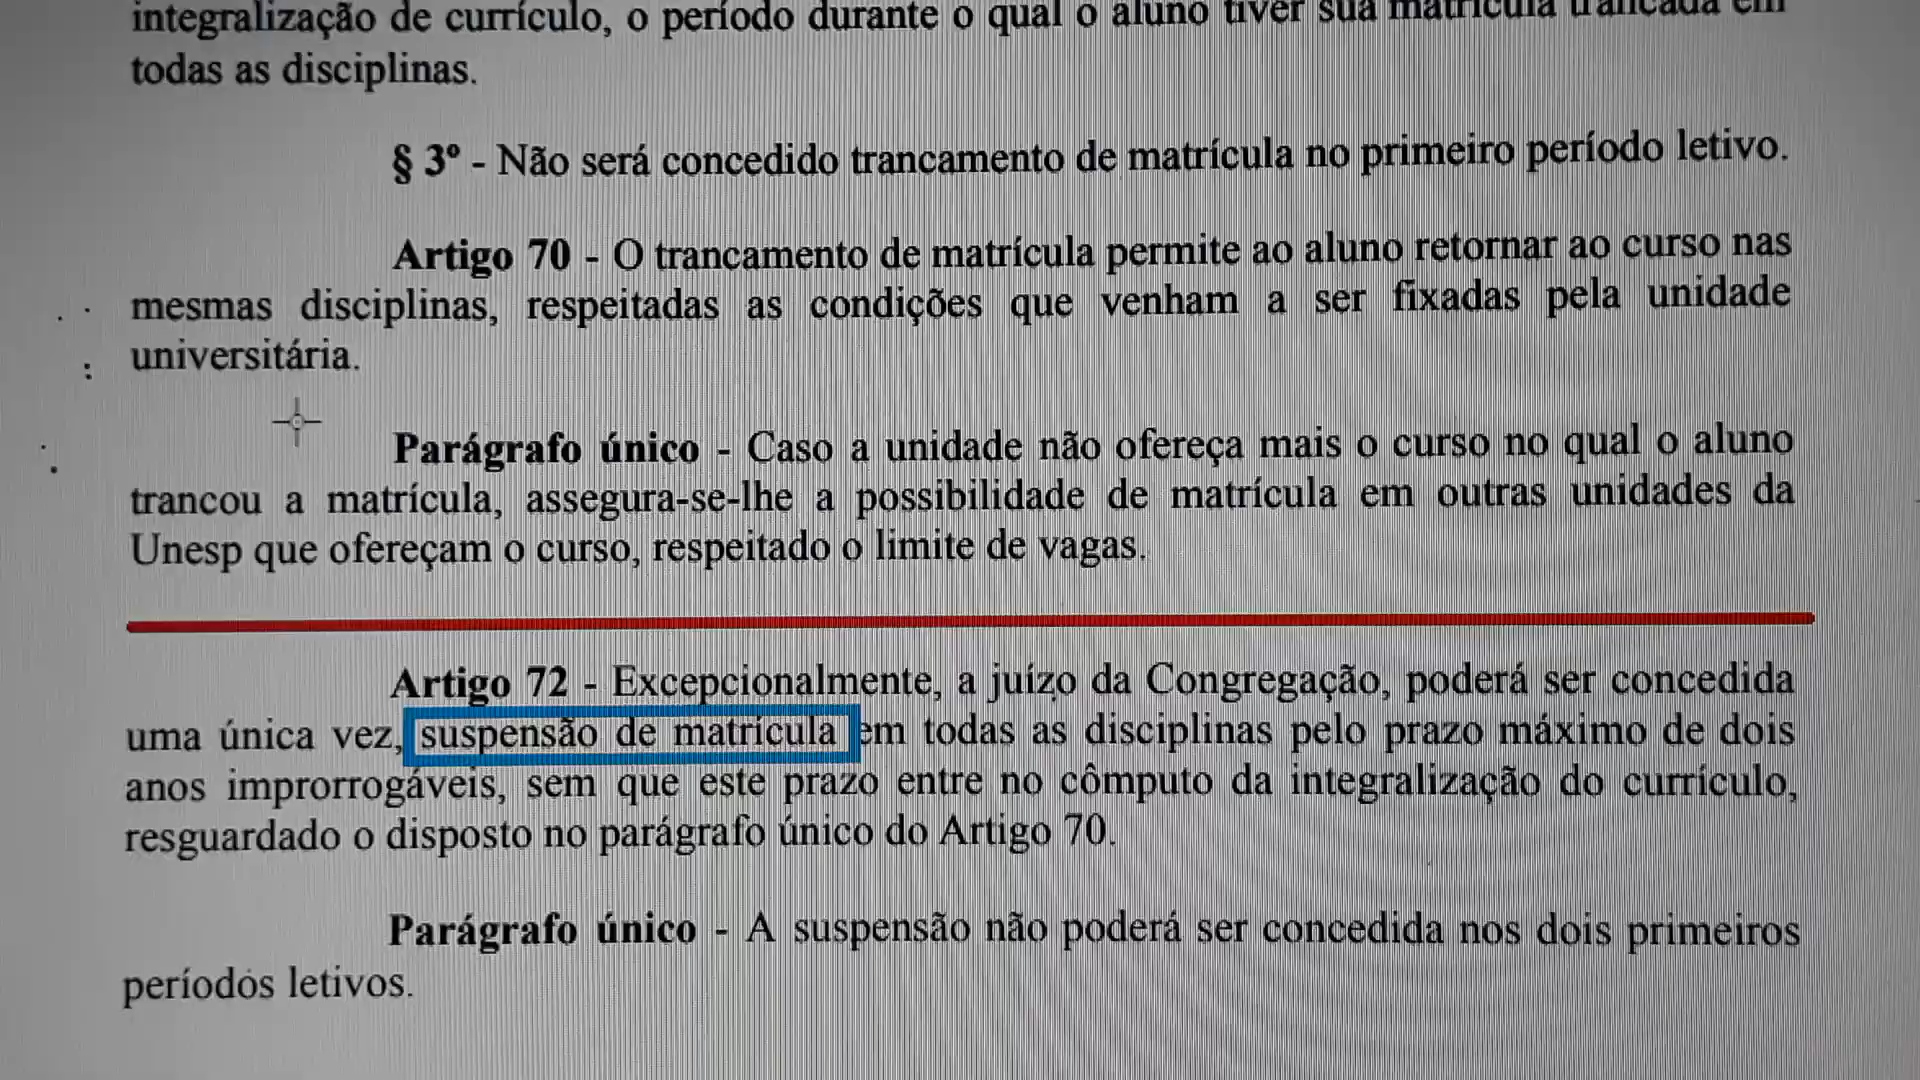 integralização de currículo, o período durante o qual o aluno tiver sua matrícula trancada em
todas as disciplinas.
§ 3º - Não será concedido trancamento de matrícula no primeiro período letivo.
Artigo 70 - O trancamento de matrícula permite ao aluno retornar ao curso nas
mesmas disciplinas, respeitadas as condições que venham a ser fixadas pela unidade
universitária.
Parágrafo único - Caso a unidade não ofereça mais o curso no qual o aluno
trancou a matrícula, assegura-se-lhe a possibilidade de matrícula em outras unidades da
Unesp que ofereçam o curso, respeitado o limite de vagas.
Artigo 72 - Excepcionalmente, a juízo da Congregação, poderá ser concedida
uma única vez, suspensão de matrícula em todas as disciplinas pelo prazo máximo de dois
anos improrrogáveis, sem que este prazo entre no cômputo da integralização do currículo,
resguardado o disposto no parágrafo único do Artigo 70.
Parágrafo único - A suspensão não poderá ser concedida nos dois primeiros
períodos letivos.